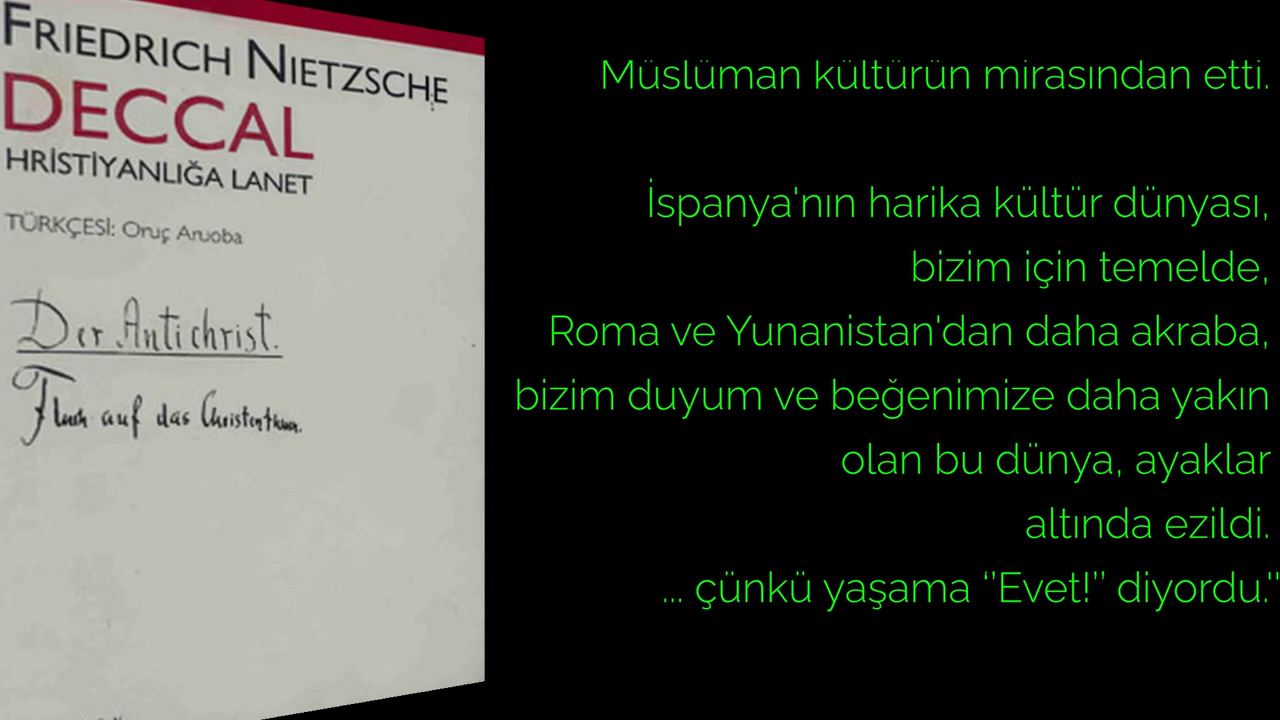 FRIEDRICH NIETZSCHE
DECCAL
HRİSTİYANLIĞA LANET
TÜRKÇESİ: Oruç Aruoba
Der Antichrist.
Fluch auf das Christenthum.
Müslüman kültürün mirasından etti.
İspanya'nın harika kültür dünyası,
bizim için temelde,
Roma ve Yunanistan'dan daha akraba,
bizim duyum ve beğenimize daha yakın
olan bu dünya, ayaklar
altında ezildi.
... çünkü yaşama ‘’Evet!’’ diyordu.''